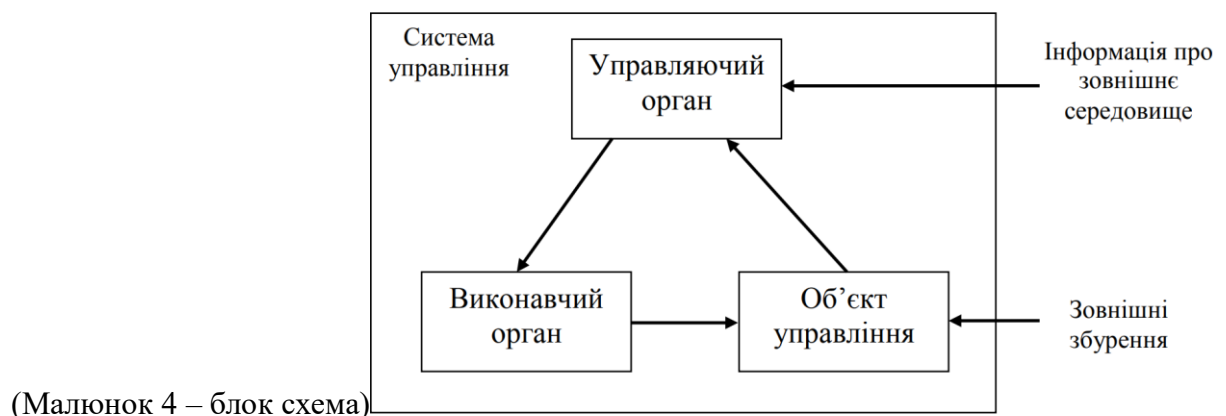 Система
управління
Управляючий
орган
Інформація про
зовнішнє
середовище
Виконавчий
орган
Об’єкт
управління
Зовнішні
збурення
(Малюнок 4 – блок схема)